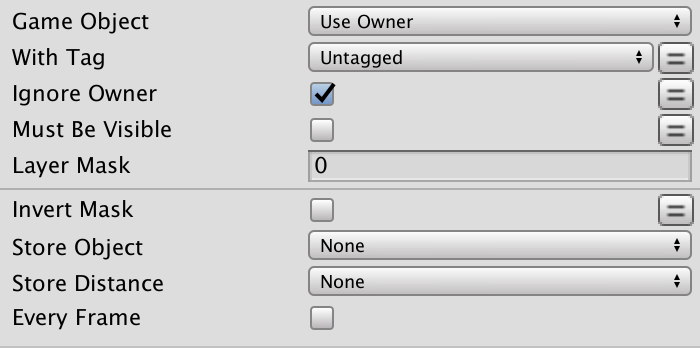 Game Object Use Owner
With Tag Untagged
Ignore Owner
Must Be Visible
Layer Mask 0
Invert Mask
Store Object None
Store Distance None
Every Frame